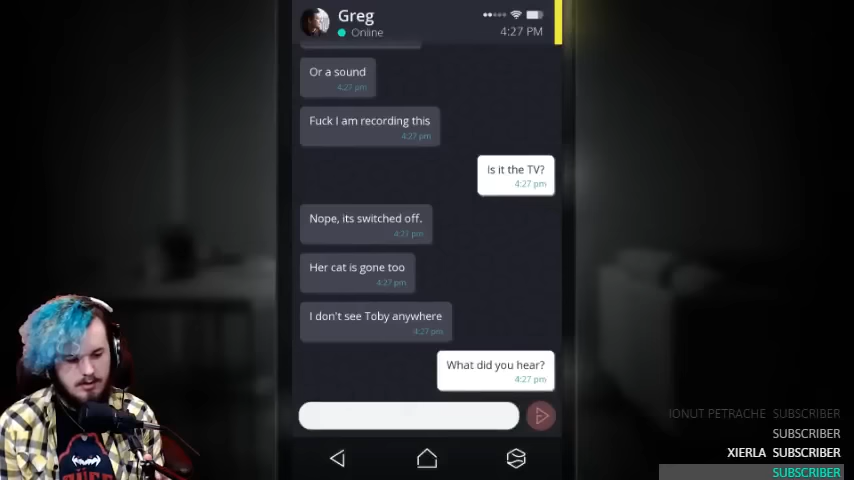 Greg
Online
4:27 PM
Or a sound
4:27 pm
Fuck I am recording this
4:27 pm
Is it the TV?
4:27 pm
Nope, its switched off.
4:27 pm
Her cat is gone too
4:27 pm
I don't see Toby anywhere
4:27 pm
What did you hear?
4:27 pm
IONUT PETRACHE SUBSCRIBER
SUBSCRIBER
XIERLA SUBSCRIBER
SUBSCRIBER